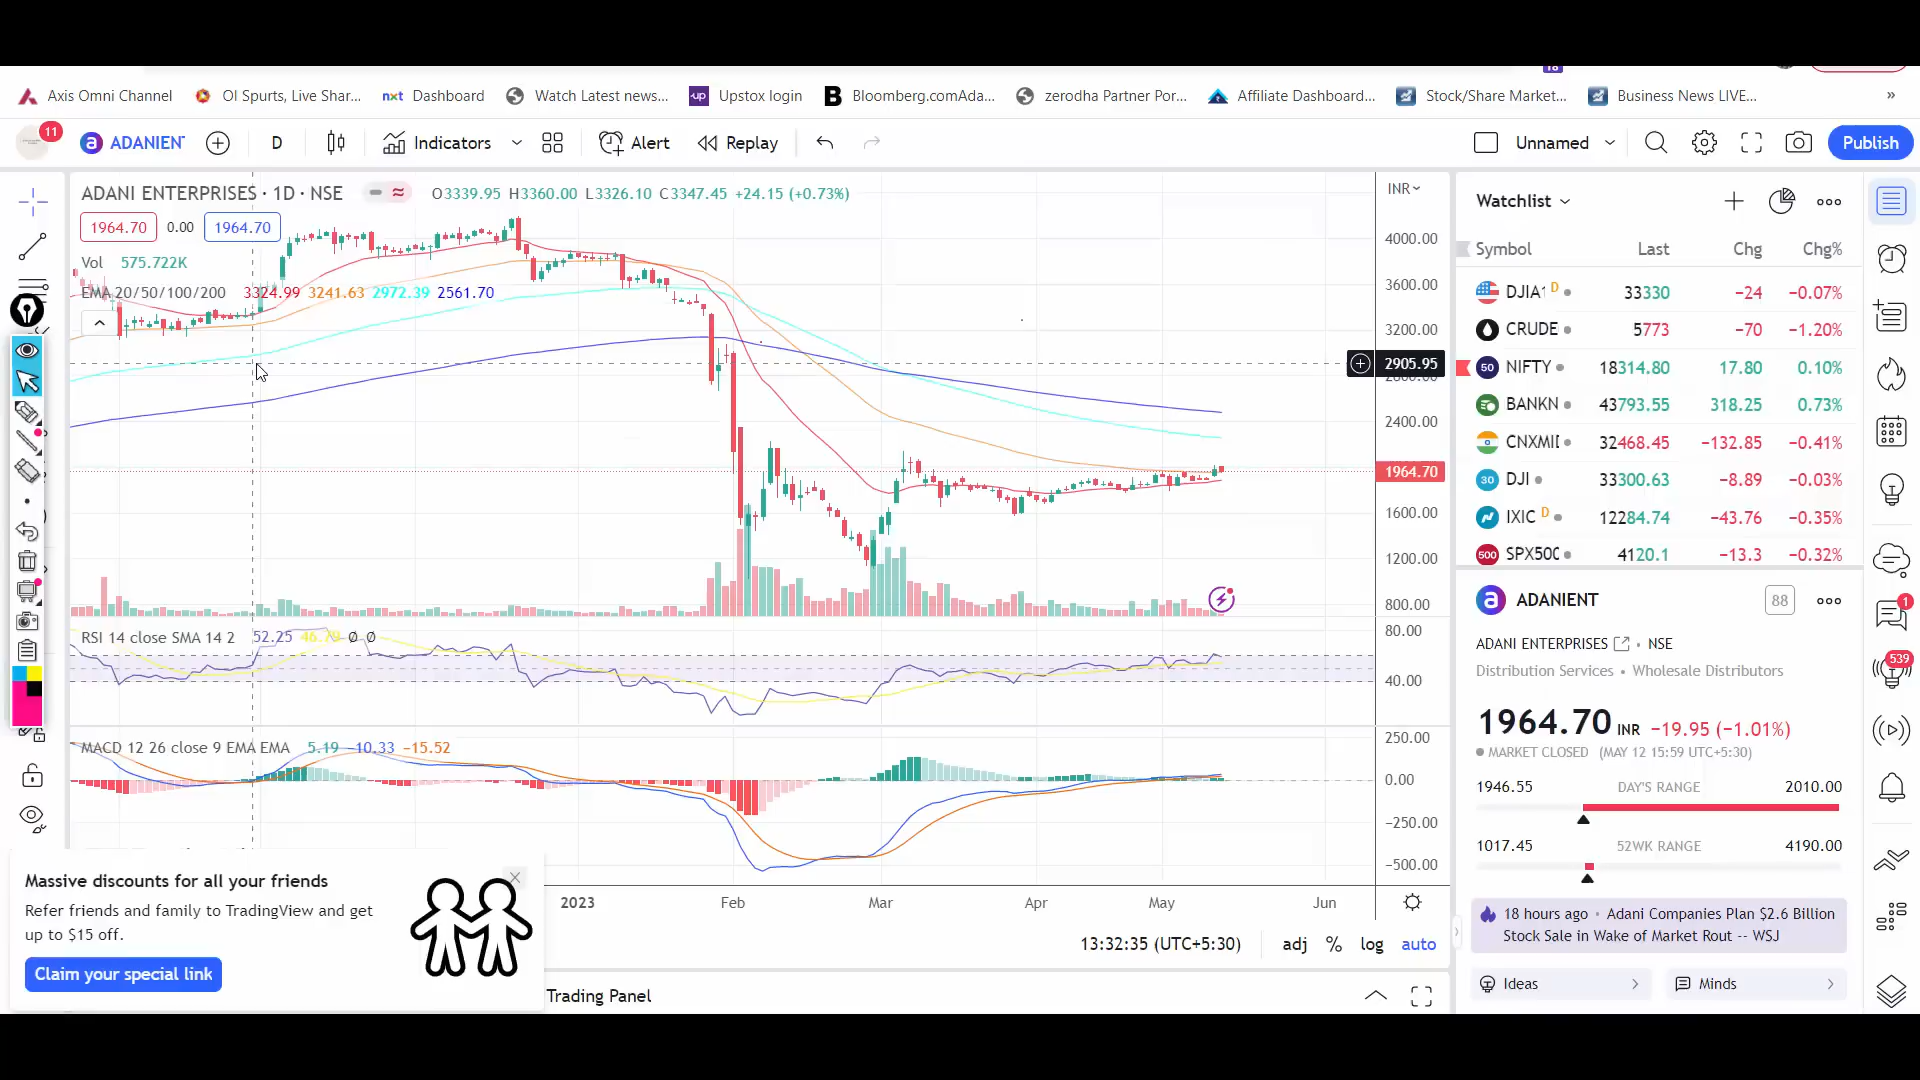 Axis Omni Channel
OI Spurts, Live Shar...
nxt Dashboard
Watch Latest news...
up Upstox login
B Bloomberg.comAda...
zerodha Partner Por...
Affiliate Dashboard...
Stock/Share Market...
Business News LIVE...
»
11
a ADANIENT
D
Indicators
Alert
Replay
Unnamed
Publish
ADANI ENTERPRISES · 1D · NSE
O3339.95 H3360.00 L3326.10 C3347.45 +24.15 (+0.73%)
1964.70 0.00 1964.70
Vol 575.722K
EMA 20/50/100/200 3324.99 3241.63 2972.39 2561.70
INR
4000.00
3600.00
3200.00
2905.95
2400.00
1964.70
1600.00
1200.00
800.00
RSI 14 close SMA 14 2 52.25 46.79 Ø Ø
80.00
40.00
MACD 12 26 close 9 EMA EMA 5.19 −10.33 −15.52
250.00
0.00
−250.00
−500.00
2023 Feb Mar Apr May Jun
13:32:35 (UTC+5:30) adj % log auto
Trading Panel
Massive discounts for all your friends
Refer friends and family to TradingView and get
up to $15 off.
Claim your special link
Watchlist
Symbol Last Chg Chg%
DJIA1 D 33330 −24 −0.07%
CRUDE 5773 −70 −1.20%
50 NIFTY 18314.80 17.80 0.10%
BANKN 43793.55 318.25 0.73%
CNXMID 32468.45 −132.85 −0.41%
30 DJI 33300.63 −8.89 −0.03%
IXIC D 12284.74 −43.76 −0.35%
500 SPX500 4120.1 −13.3 −0.32%
a ADANIENT 88
ADANI ENTERPRISES · NSE
Distribution Services · Wholesale Distributors
1964.70 INR −19.95 (−1.01%)
MARKET CLOSED (MAY 12 15:59 UTC+5:30)
1946.55 DAY'S RANGE 2010.00
1017.45 52WK RANGE 4190.00
18 hours ago · Adani Companies Plan $2.6 Billion
Stock Sale in Wake of Market Rout -- WSJ
Ideas
Minds
1
539